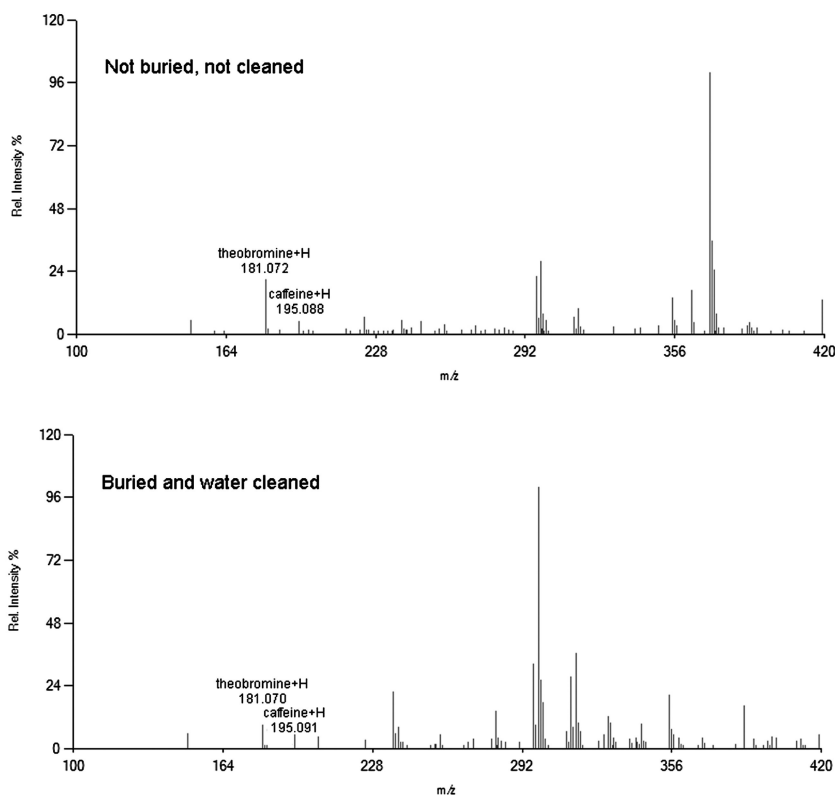 120
Not buried, not cleaned
96
72
Rel. Intensity %
48
theobromine+H
181.072
24
caffeine+H
195.088
0
100 164 228 292 356 420
m/z
120
Buried and water cleaned
96
72
Rel. Intensity %
48
theobromine+H
181.070
24
caffeine+H
195.091
0
100 164 228 292 356 420
m/z